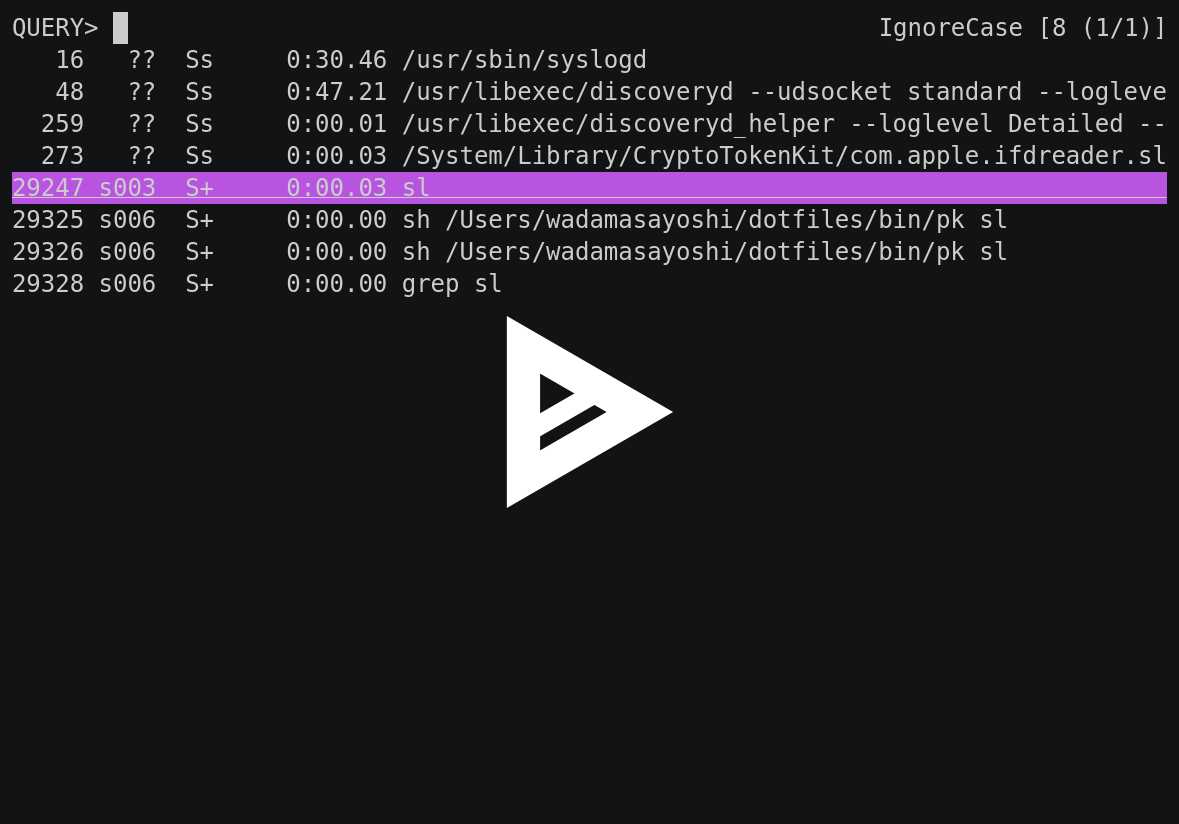 QUERY> IgnoreCase [8 (1/1)]
16 ?? Ss 0:30.46 /usr/sbin/syslogd
48 ?? Ss 0:47.21 /usr/libexec/discoveryd --udsocket standard --logleve
259 ?? Ss 0:00.01 /usr/libexec/discoveryd_helper --loglevel Detailed --
273 ?? Ss 0:00.03 /System/Library/CryptoTokenKit/com.apple.ifdreader.sl
29247 s003 S+ 0:00.03 sl
29325 s006 S+ 0:00.00 sh /Users/wadamasayoshi/dotfiles/bin/pk sl
29326 s006 S+ 0:00.00 sh /Users/wadamasayoshi/dotfiles/bin/pk sl
29328 s006 S+ 0:00.00 grep sl